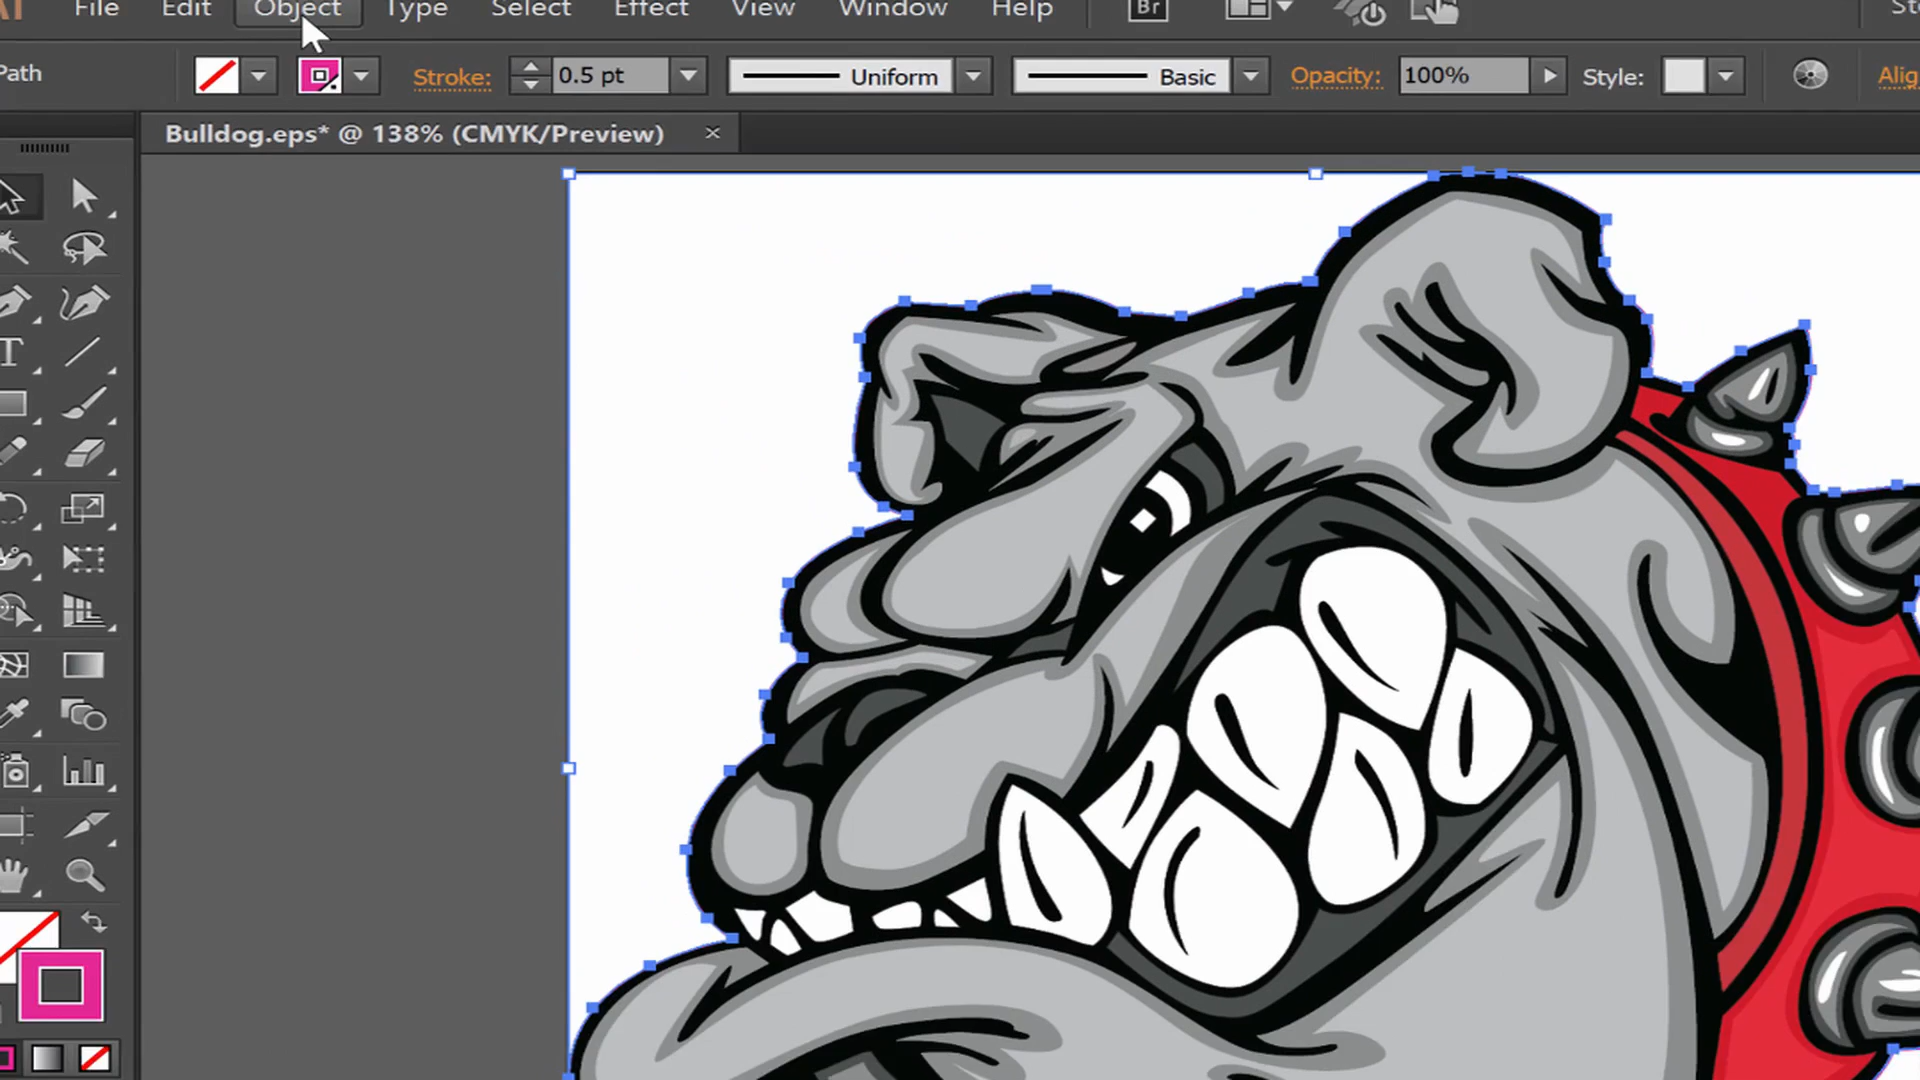 File Edit Object Type Select Effect View Window Help Br
Path Stroke: 0.5 pt Uniform Basic Opacity: 100% Style:
Bulldog.eps* @ 138% (CMYK/Preview) ×
T